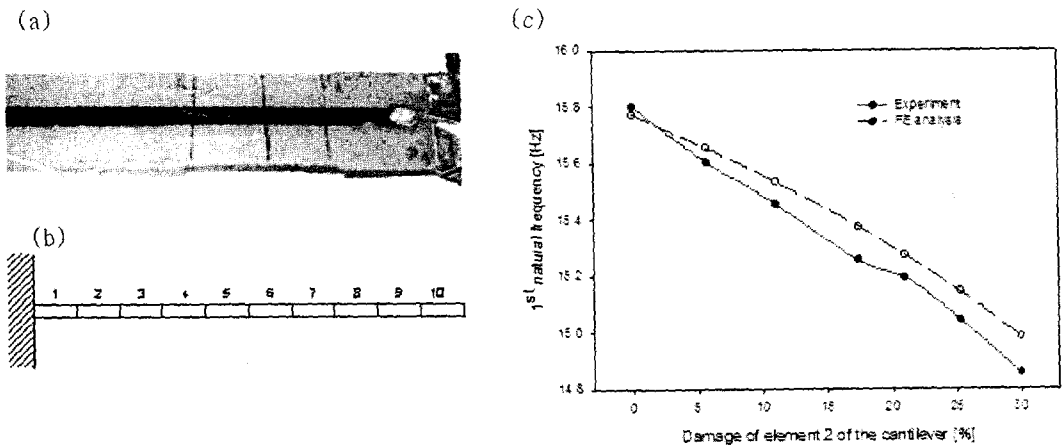 (a)
(b)
1 2 3 4 5 6 7 8 9 10
(c)
1st natural frequency [Hz]
16.0
15.8
15.6
15.4
15.2
15.0
14.8
Experiment
FE analysis
0 5 10 15 20 25 30
Damage of element 2 of the cantilever [%]